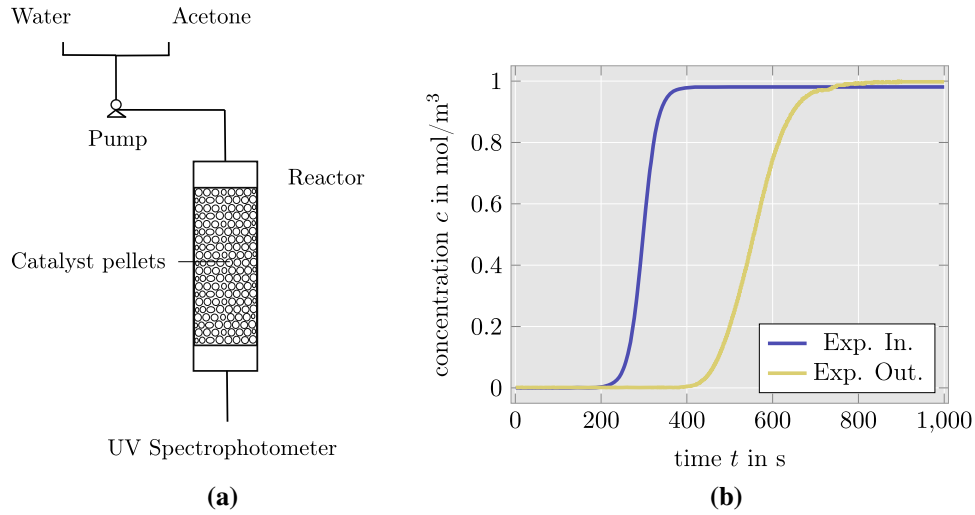 Water Acetone
Pump
Reactor
Catalyst pellets
UV Spectrophotometer
(a)
concentration c in mol/m³
1
0.8
0.6
0.4
0.2
0
Exp. In.
Exp. Out.
0 200 400 600 800 1,000
time t in s
(b)